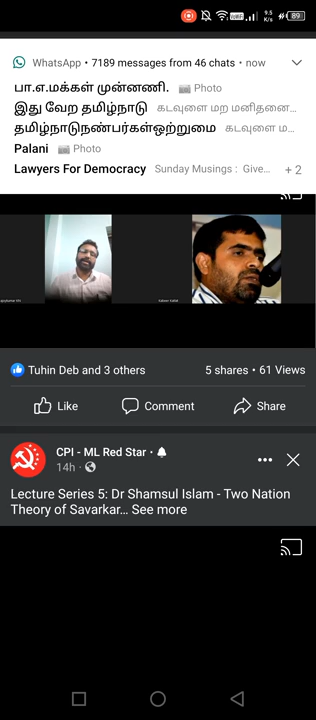 9.5
K/s
89
WhatsApp • 7189 messages from 46 chats • now
பா.எ.மக்கள் முன்னணி. Photo
இது வேற தமிழ்நாடு கடவுளை மற மனிதனை...
தமிழ்நாடுநண்பர்கள்ஒற்றுமை கடவுளை ம...
Palani Photo
Lawyers For Democracy Sunday Musings : Give... + 2
Tuhin Deb and 3 others 5 shares • 61 Views
Like Comment Share
CPI - ML Red Star •
14h •
Lecture Series 5: Dr Shamsul Islam - Two Nation
Theory of Savarkar... See more